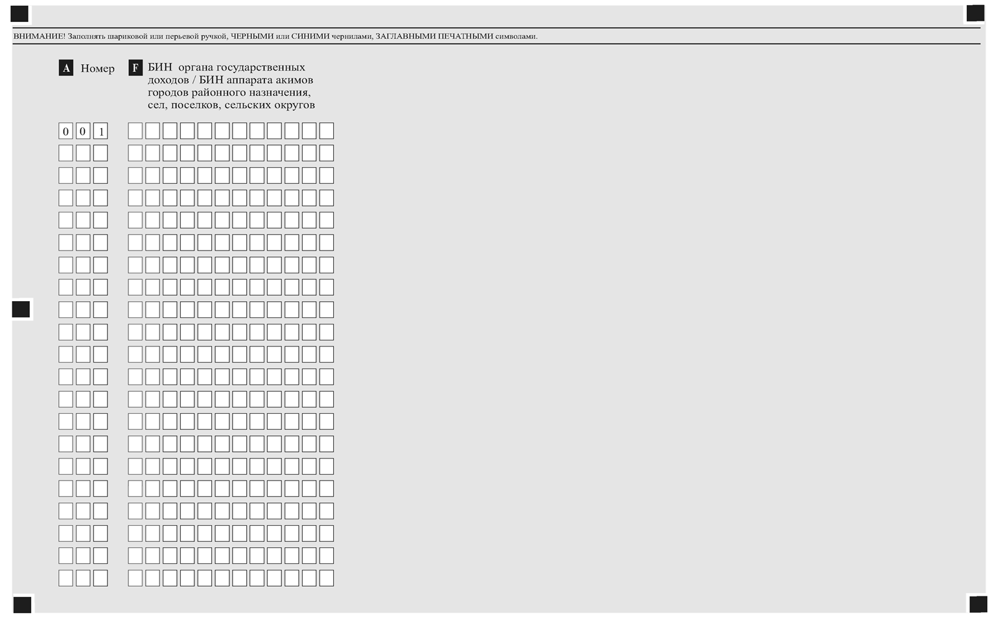 ВНИМАНИЕ! Заполнять шариковой или перьевой ручкой, ЧЕРНЫМИ или СИНИМИ чернилами, ЗАГЛАВНЫМИ ПЕЧАТНЫМИ символами.
A Номер
F БИН органа государственных
доходов / БИН аппарата акимов
городов районного назначения,
сел, поселков, сельских округов
0 0 1